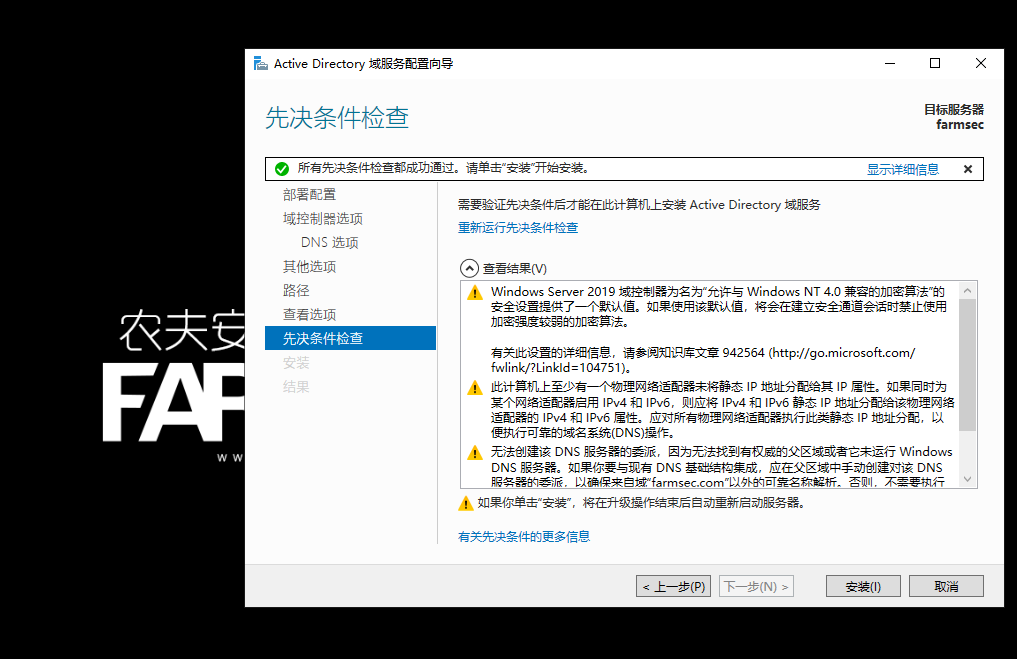 Active Directory 域服务配置向导
先决条件检查
目标服务器
farmsec
所有先决条件检查都成功通过。请单击“安装”开始安装。
显示详细信息
部署配置
域控制器选项
DNS 选项
其他选项
路径
查看选项
先决条件检查
安装
结果
需要验证先决条件后才能在此计算机上安装 Active Directory 域服务
重新运行先决条件检查
查看结果(V)
Windows Server 2019 域控制器为名为“允许与 Windows NT 4.0 兼容的加密算法”的
安全设置提供了一个默认值。如果使用该默认值，将会在建立安全通道会话时禁止使用
加密强度较弱的加密算法。
有关此设置的详细信息，请参阅知识库文章 942564 (http://go.microsoft.com/
fwlink/?LinkId=104751)。
此计算机上至少有一个物理网络适配器未将静态 IP 地址分配给其 IP 属性。如果同时为
某个网络适配器启用 IPv4 和 IPv6，则应将 IPv4 和 IPv6 静态 IP 地址分配给该物理网络
适配器的 IPv4 和 IPv6 属性。应对所有物理网络适配器执行此类静态 IP 地址分配，以
便执行可靠的域名系统(DNS)操作。
无法创建该 DNS 服务器的委派，因为无法找到有权威的父区域或者它未运行 Windows
DNS 服务器。如果你要与现有 DNS 基础结构集成，应在父区域中手动创建对该 DNS
服务器的委派，以确保来自域“farmsec.com”以外的可靠名称解析。否则，不需要执行
如果你单击“安装”，将在升级操作结束后自动重新启动服务器。
有关先决条件的更多信息
< 上一步(P)
下一步(N) >
安装(I)
取消
农夫安
FAR
w w